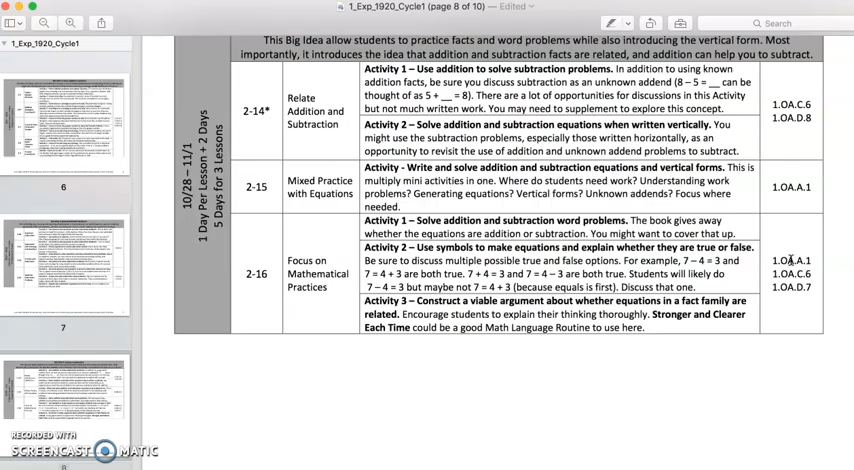 1_Exp_1920_Cycle1 (page 8 of 10) — Edited
Search
1_Exp_1920_Cycle1
6
7
8
RECORDED WITH
SCREENCAST MATIC
This Big Idea allow students to practice facts and word problems while also introducing the vertical form. Most
importantly, it introduces the idea that addition and subtraction facts are related, and addition can help you to subtract.
10/28 – 11/1
1 Day Per Lesson + 2 Days
5 Days for 3 Lessons
2-14*
Relate
Addition and
Subtraction
Activity 1 – Use addition to solve subtraction problems. In addition to using known
addition facts, be sure you discuss subtraction as an unknown addend (8 – 5 = __ can be
thought of as 5 + __ = 8). There are a lot of opportunities for discussions in this Activity
but not much written work. You may need to supplement to explore this concept.
Activity 2 – Solve addition and subtraction equations when written vertically. You
might use the subtraction problems, especially those written horizontally, as an
opportunity to revisit the use of addition and unknown addend problems to subtract.
1.OA.C.6
1.OA.D.8
2-15
Mixed Practice
with Equations
Activity - Write and solve addition and subtraction equations and vertical forms. This is
multiply mini activities in one. Where do students need work? Understanding work
problems? Generating equations? Vertical forms? Unknown addends? Focus where
needed.
1.OA.A.1
2-16
Focus on
Mathematical
Practices
Activity 1 – Solve addition and subtraction word problems. The book gives away
whether the equations are addition or subtraction. You might want to cover that up.
Activity 2 – Use symbols to make equations and explain whether they are true or false.
Be sure to discuss multiple possible true and false options. For example, 7 – 4 = 3 and
7 = 4 + 3 are both true. 7 + 4 = 3 and 7 = 4 – 3 are both true. Students will likely do
7 – 4 = 3 but maybe not 7 = 4 + 3 (because equals is first). Discuss that one.
Activity 3 – Construct a viable argument about whether equations in a fact family are
related. Encourage students to explain their thinking thoroughly. Stronger and Clearer
Each Time could be a good Math Language Routine to use here.
1.OA.A.1
1.OA.C.6
1.OA.D.7